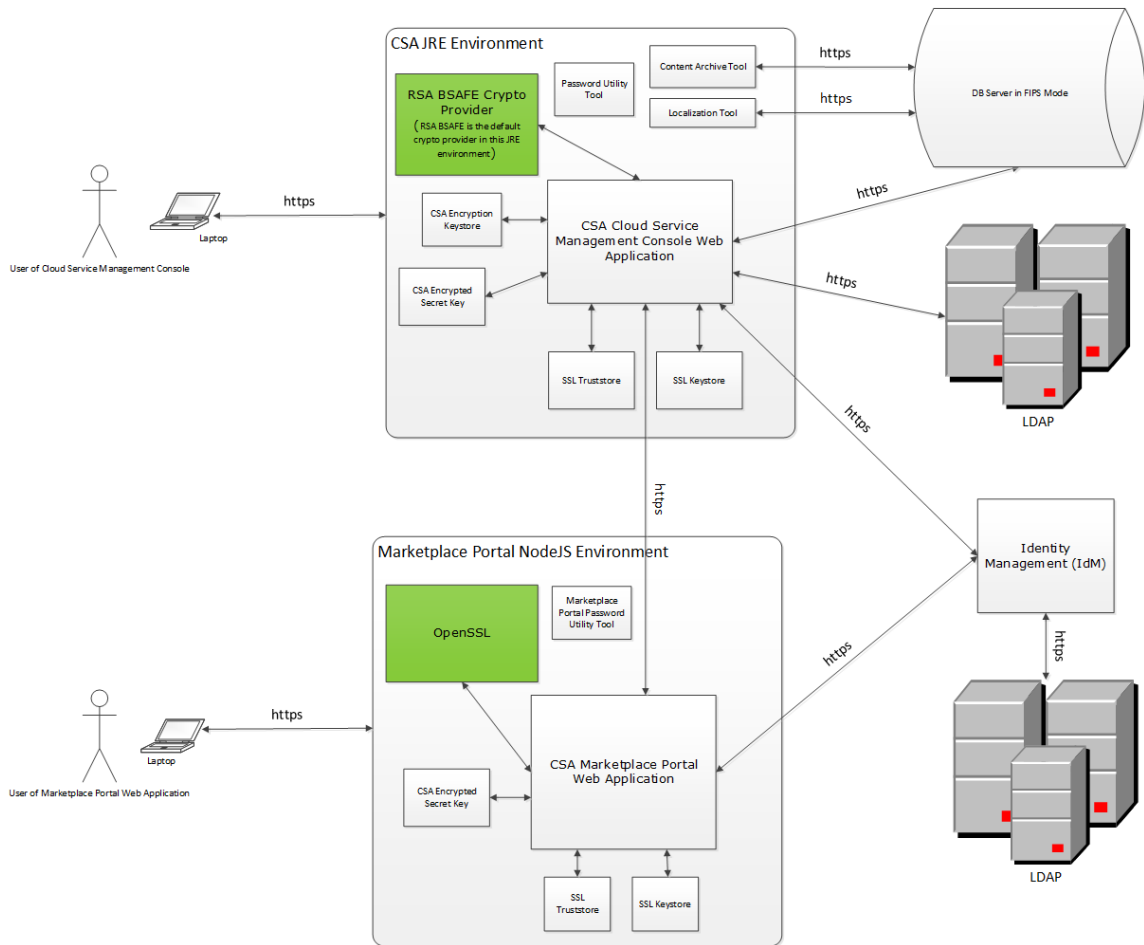 CSA JRE Environment
RSA BSAFE Crypto
Provider
( RSA BSAFE is the default
crypto provider in this JRE
environment)
Password Utility
Tool
Content Archive Tool
Localization Tool
https
https
DB Server in FIPS Mode
CSA Encryption
Keystore
CSA Cloud Service
Management Console Web
Application
CSA Encrypted
Secret Key
SSL Truststore
SSL Keystore
https
Laptop
User of Cloud Service Management Console
https
https
LDAP
https
https
Marketplace Portal NodeJS Environment
OpenSSL
Marketplace
Portal Password
Utility Tool
Identity
Management (IdM)
https
https
LDAP
https
Laptop
User of Marketplace Portal Web Application
CSA Marketplace Portal
Web Application
CSA Encrypted
Secret Key
SSL
Truststore
SSL Keystore